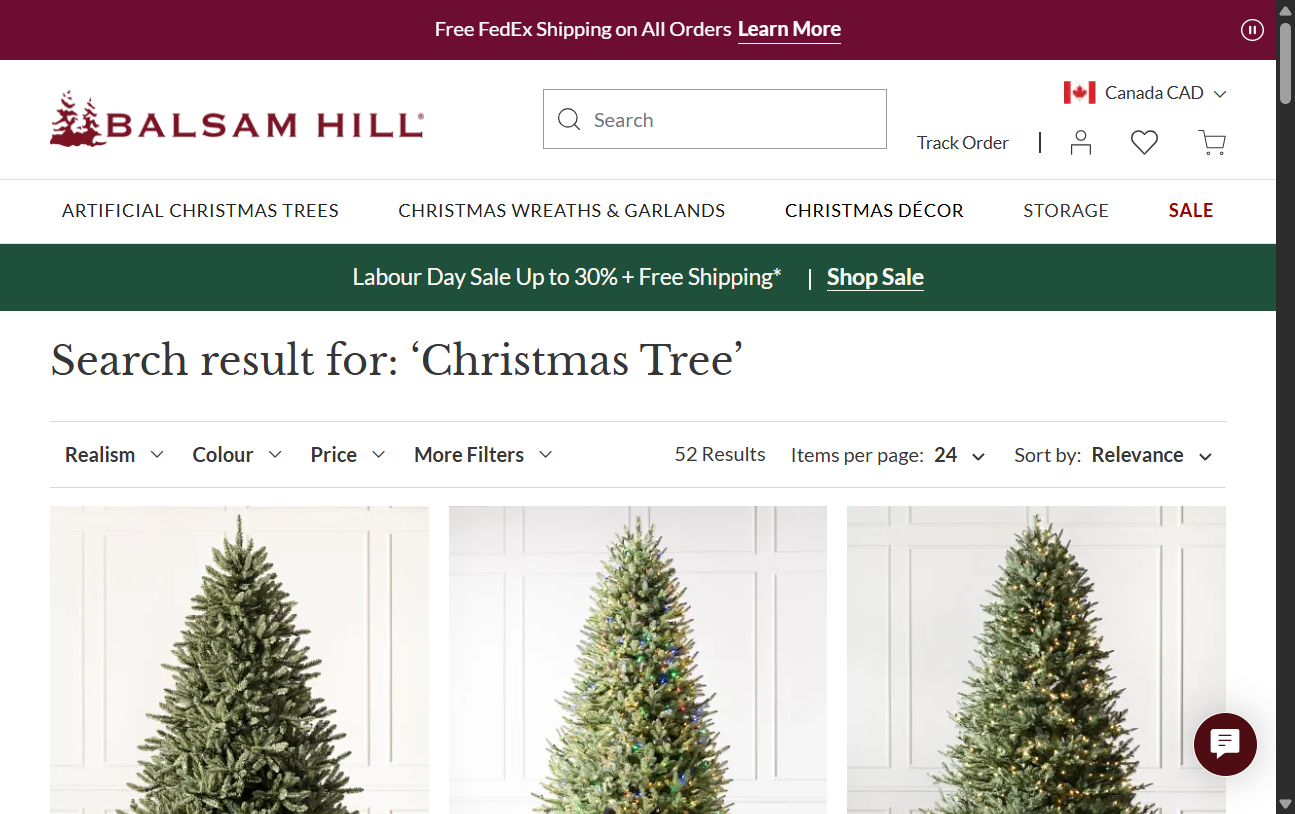 Free FedEx Shipping on All Orders Learn More
BALSAM HILL®
Search
Canada CAD
Track Order
ARTIFICIAL CHRISTMAS TREES CHRISTMAS WREATHS & GARLANDS CHRISTMAS DÉCOR STORAGE SALE
Labour Day Sale Up to 30% + Free Shipping* | Shop Sale
Search result for: ‘Christmas Tree’
Realism Colour Price More Filters 52 Results Items per page: 24 Sort by: Relevance